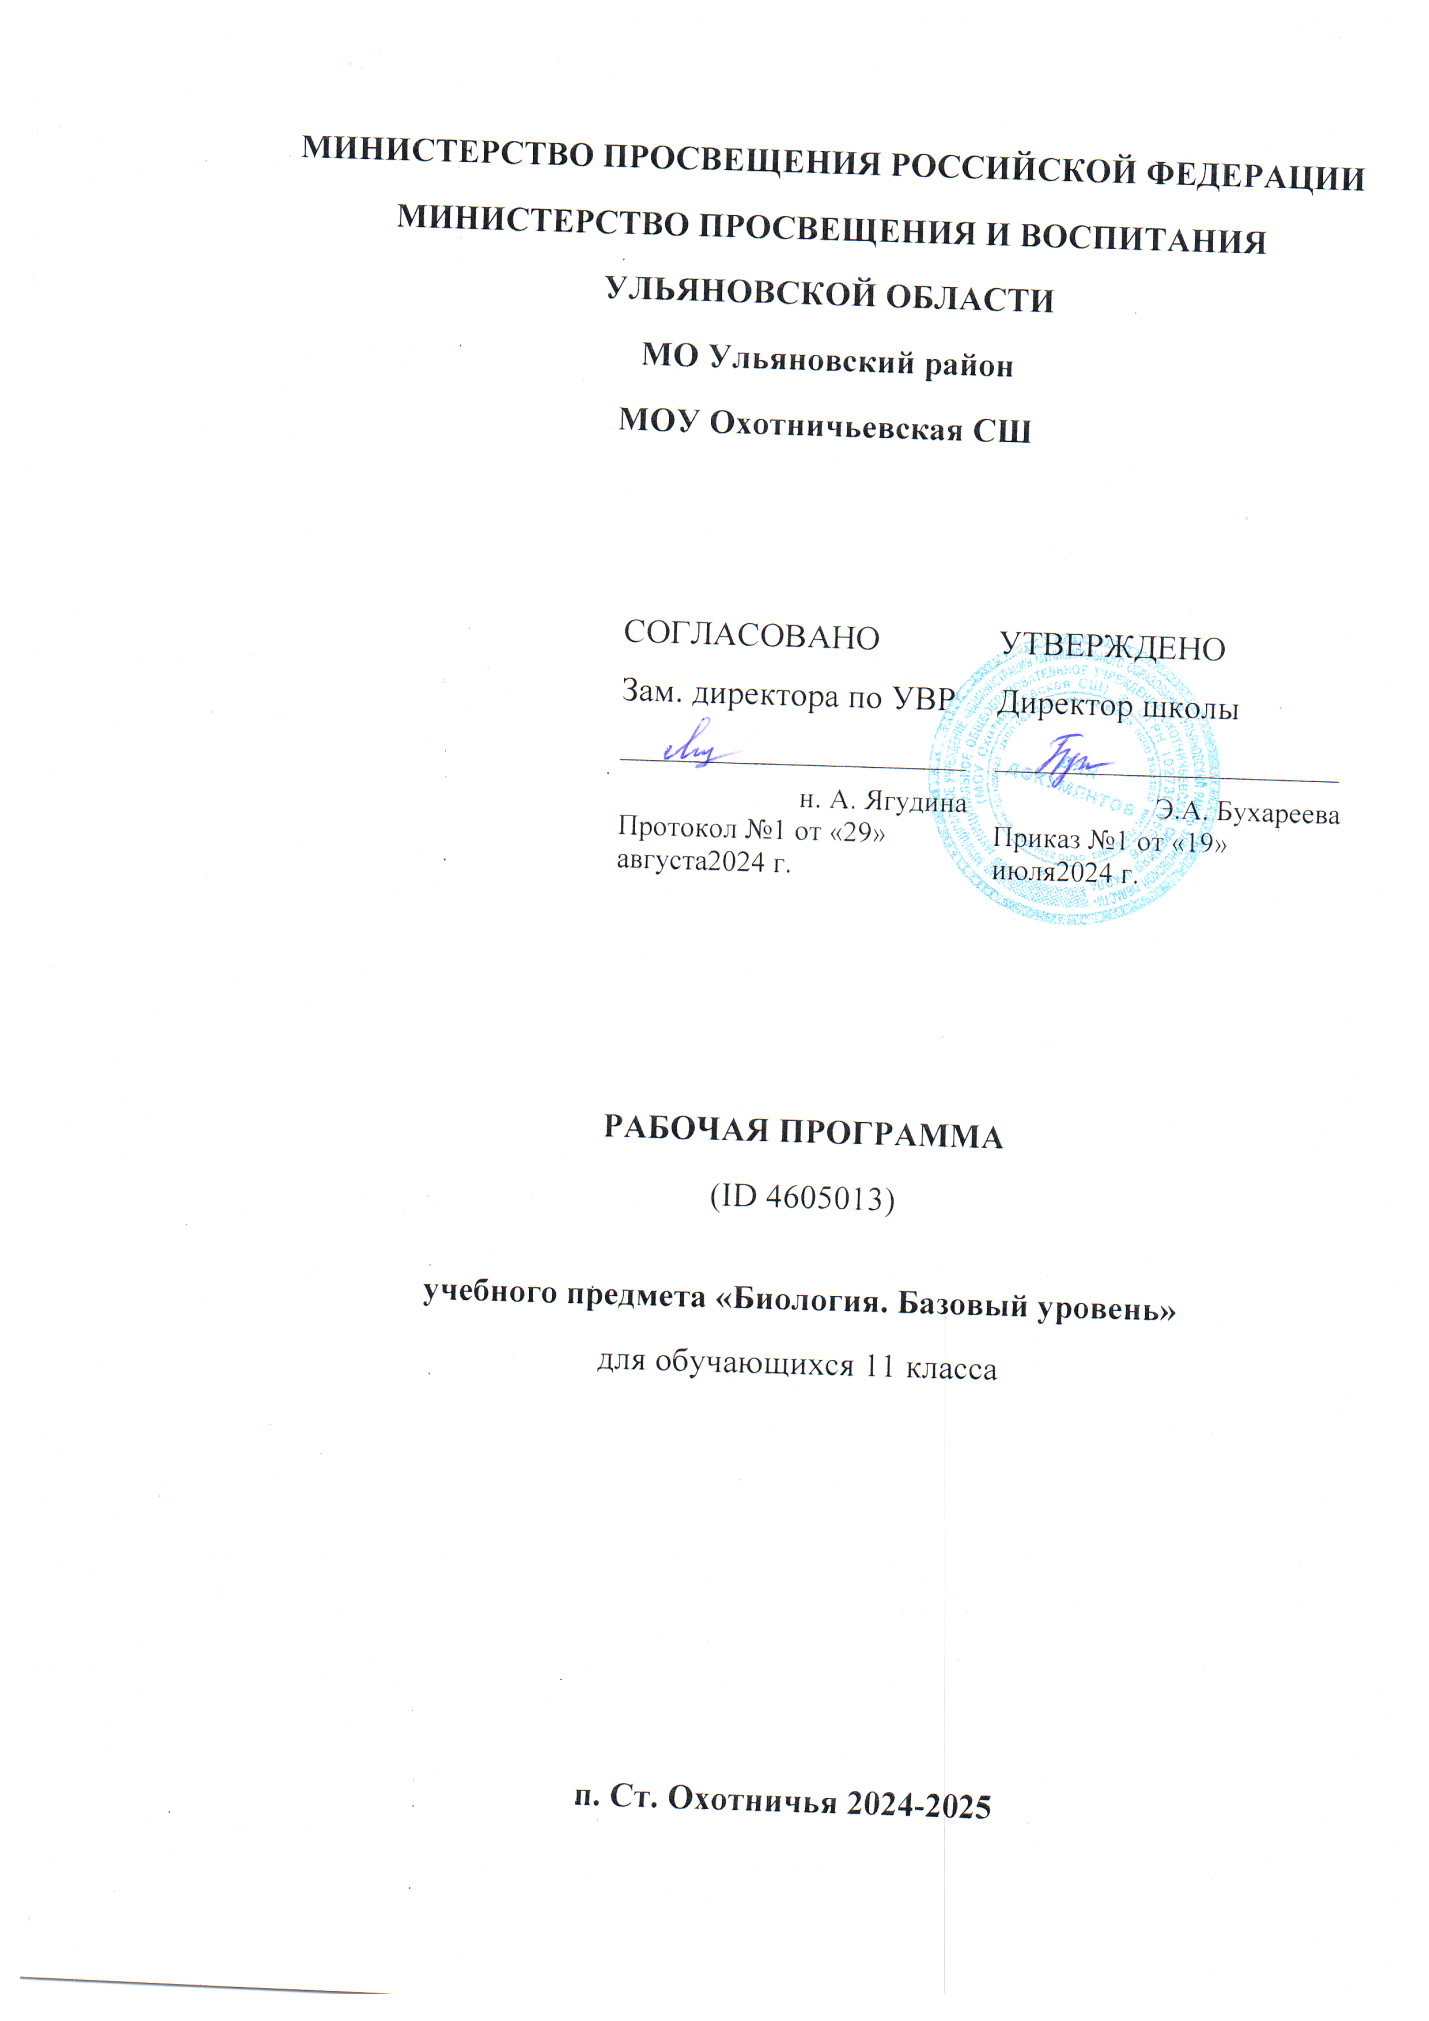 МИНИСТЕРСТВО ПРОСВЕЩЕНИЯ РОССИЙСКОЙ ФЕДЕРАЦИИ
МИНИСТЕРСТВО ПРОСВЕЩЕНИЯ И ВОСПИТАНИЯ
УЛЬЯНОВСКОЙ ОБЛАСТИ
МО Ульяновский район
МОУ Охотничьевская СШ
СОГЛАСОВАНО
Зам. директора по УВР
н. А. Ягудина
Протокол №1 от «29»
августа2024 г.
УТВЕРЖДЕНО
Директор школы
Э.А. Бухареева
Приказ №1 от «19»
июля2024 г.
документов
РАБОЧАЯ ПРОГРАММА
(ID 4605013)
учебного предмета «Биология. Базовый уровень»
для обучающихся 11 класса
п. Ст. Охотничья 2024-2025